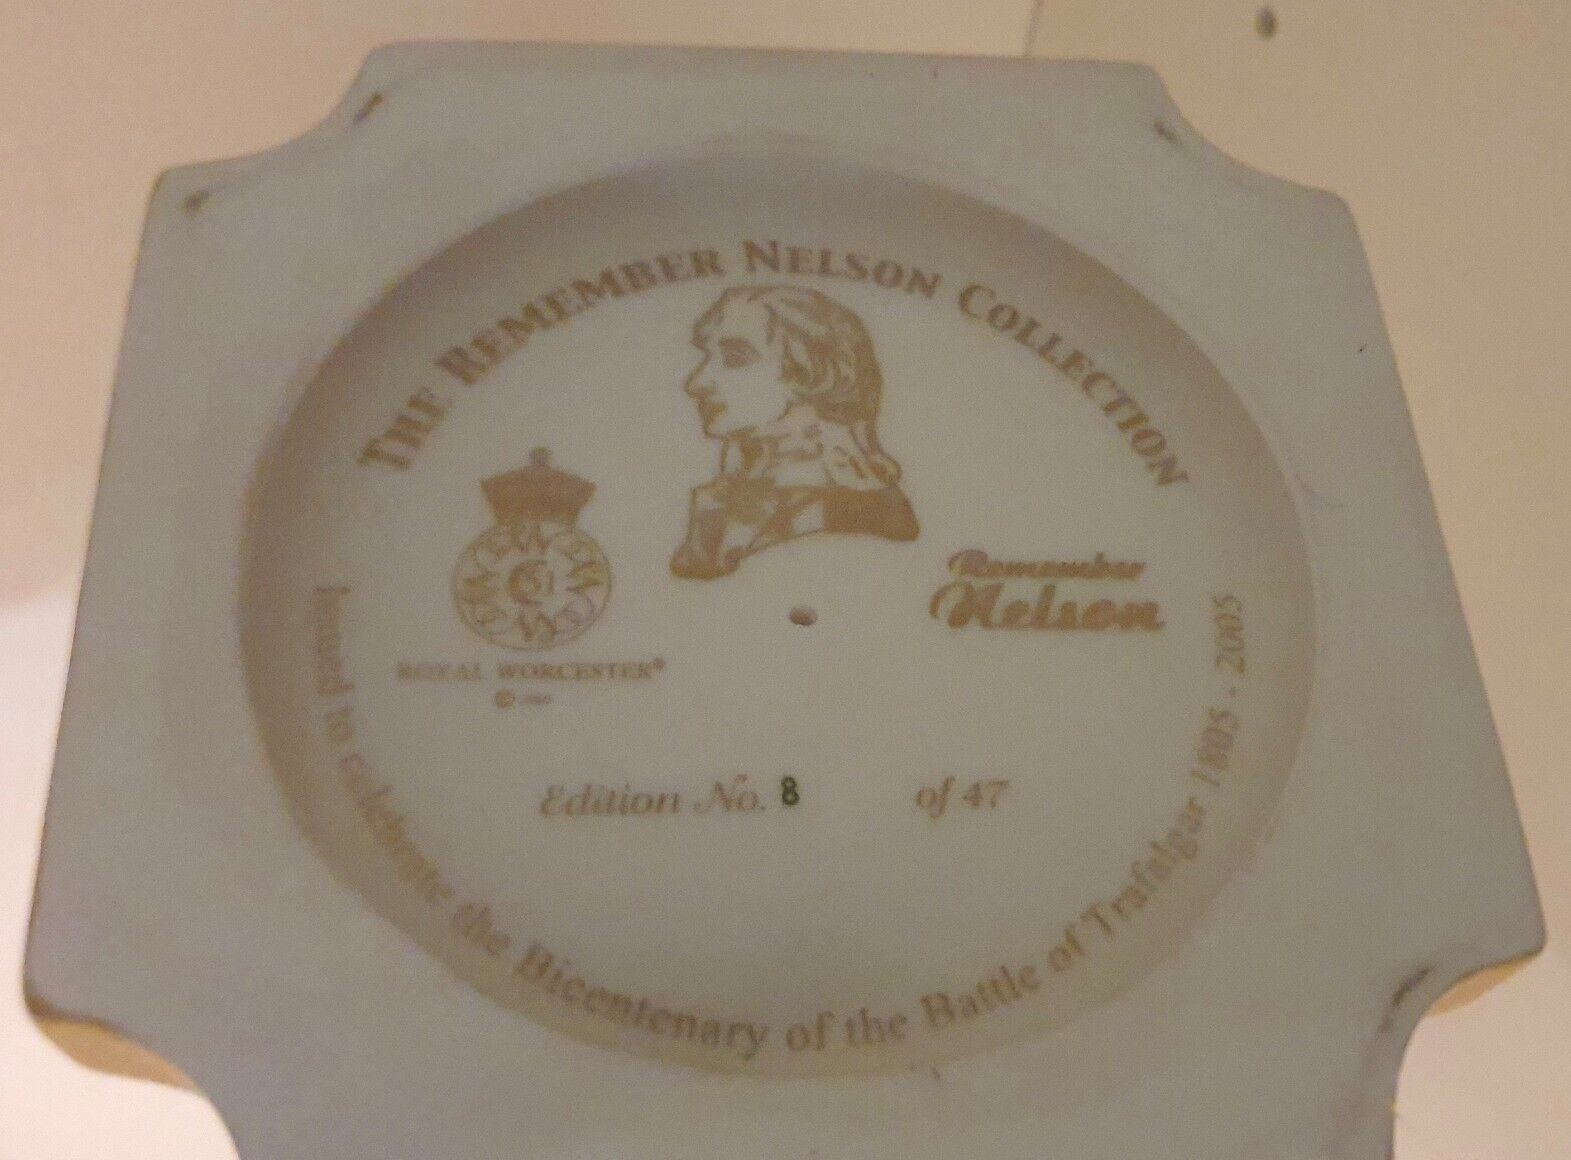 THE REMEMBER NELSON COLLECTION
Remember
Nelson
ROYAL WORCESTER®
©
Edition No. 8 of 47
Issued to celebrate the Bicentenary of the Battle of Trafalgar 1805 - 2005